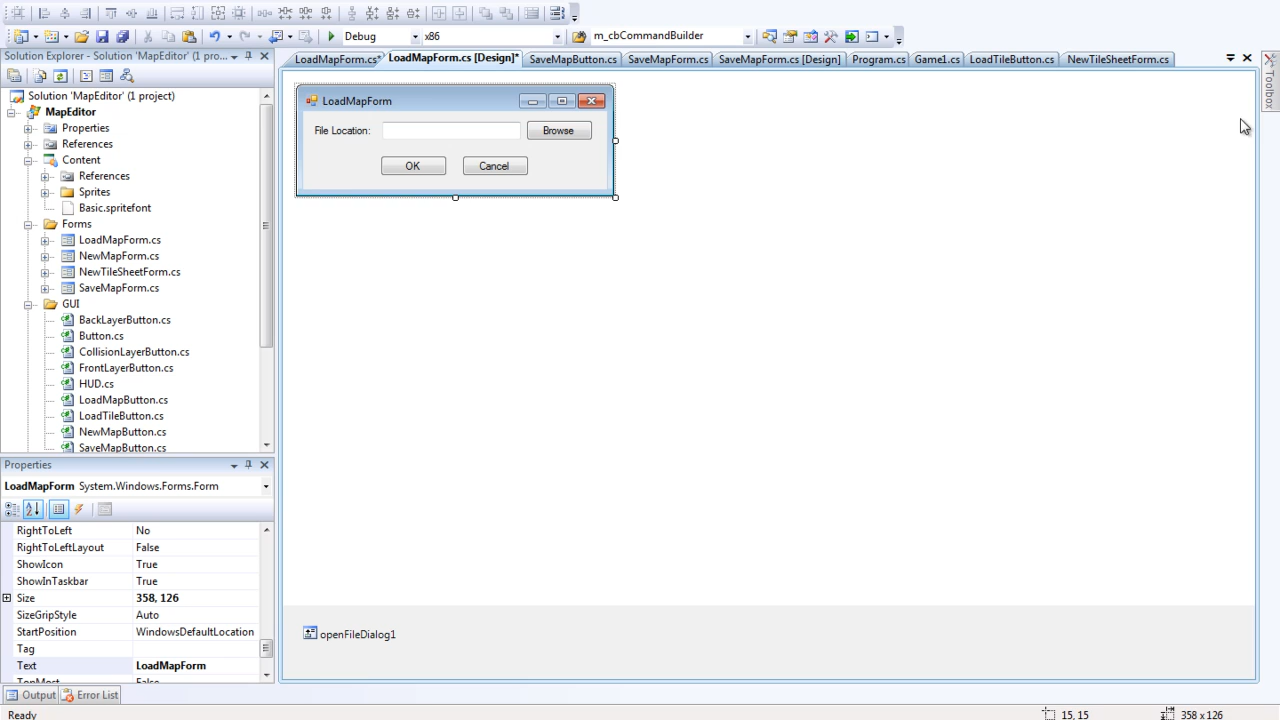 Debug
x86
m_cbCommandBuilder
Solution Explorer - Solution 'MapEditor' (1 pro...
Solution 'MapEditor' (1 project)
MapEditor
Properties
References
Content
References
Sprites
Basic.spritefont
Forms
LoadMapForm.cs
NewMapForm.cs
NewTileSheetForm.cs
SaveMapForm.cs
GUI
BackLayerButton.cs
Button.cs
CollisionLayerButton.cs
FrontLayerButton.cs
HUD.cs
LoadMapButton.cs
LoadTileButton.cs
NewMapButton.cs
SaveMapButton.cs
Properties
LoadMapForm System.Windows.Forms.Form
RightToLeft No
RightToLeftLayout False
ShowIcon True
ShowInTaskbar True
Size 358, 126
SizeGripStyle Auto
StartPosition WindowsDefaultLocation
Tag
Text LoadMapForm
TopMost False
Output Error List
Ready
LoadMapForm.cs* LoadMapForm.cs [Design]* SaveMapButton.cs SaveMapForm.cs SaveMapForm.cs [Design] Program.cs Game1.cs LoadTileButton.cs NewTileSheetForm.cs
LoadMapForm
File Location: Browse
OK Cancel
openFileDialog1
Toolbox
15, 15 358 x 126